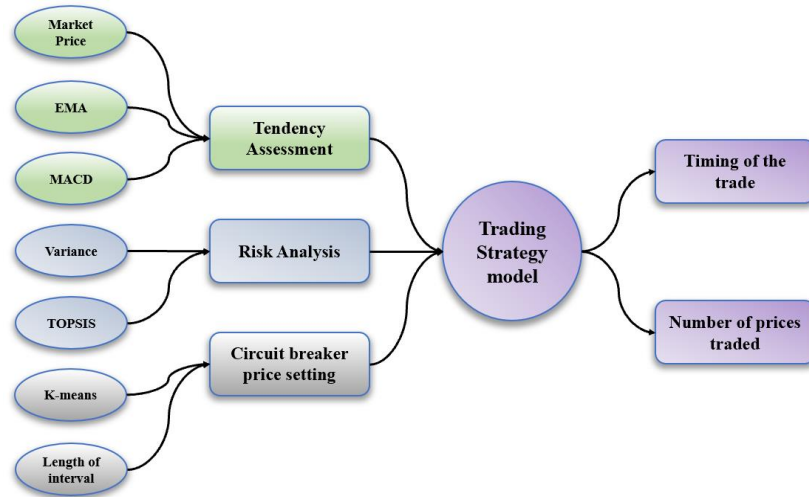 Market
Price
EMA
MACD
Variance
TOPSIS
K-means
Length of
interval
Tendency
Assessment
Risk Analysis
Circuit breaker
price setting
Trading
Strategy
model
Timing of the
trade
Number of prices
traded